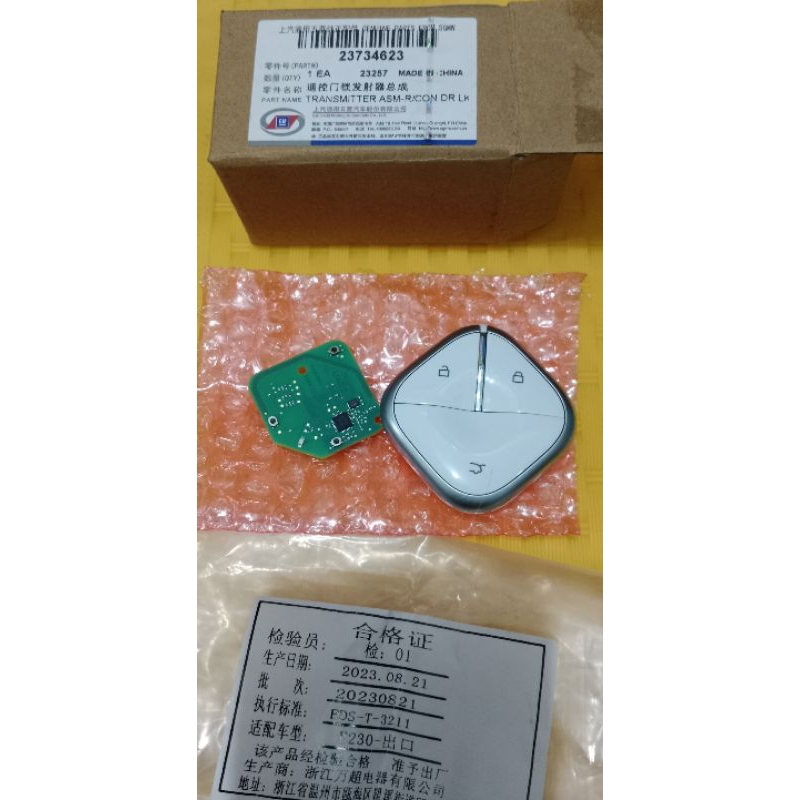 23734623
零件号(PART#)
数量(QTY) 1 EA 23257 MADE IN CHINA
零件名称 遥控门锁发射器总成
PART NAME TRANSMITTER ASM-R/CON DR LK
GM
合格证
检验员: 检: 01
生产日期: 2023.08.21
批 次: 20230821
执行标准: EDS-T-3211
适配车型: 230-出口
该产品经检验合格 准予出厂
生产商: 浙江万超电器有限公司
地址: 浙江省温州市瓯海区